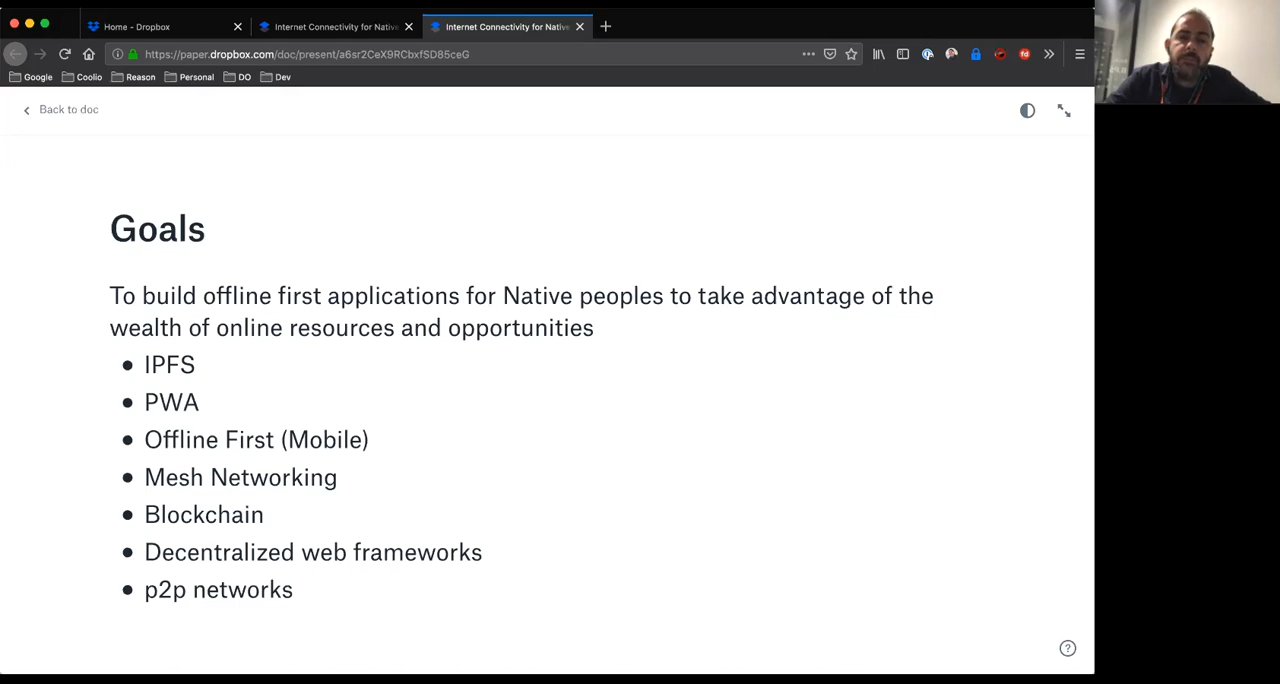 Home - Dropbox
Internet Connectivity for Native
Internet Connectivity for Native
https://paper.dropbox.com/doc/present/a6sr2CeX9RCbxfSD85ceG
fd
Google Coolio Reason Personal DO Dev
Back to doc
Goals
To build offline first applications for Native peoples to take advantage of the
wealth of online resources and opportunities
• IPFS
• PWA
• Offline First (Mobile)
• Mesh Networking
• Blockchain
• Decentralized web frameworks
• p2p networks
?